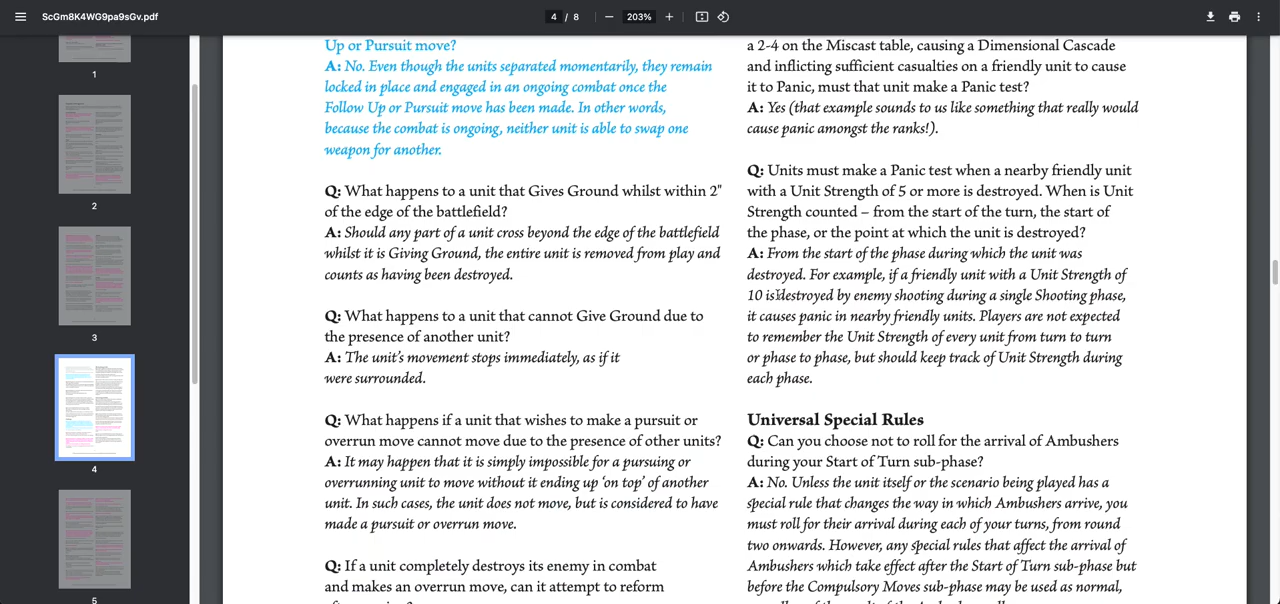 ScGm8K4WG9pa9sGv.pdf
4 / 8
203%
1
2
3
4
5
Up or Pursuit move?
A: No. Even though the units separated momentarily, they remain
locked in place and engaged in an ongoing combat once the
Follow Up or Pursuit move has been made. In other words,
because the combat is ongoing, neither unit is able to swap one
weapon for another.
Q: What happens to a unit that Gives Ground whilst within 2"
of the edge of the battlefield?
A: Should any part of a unit cross beyond the edge of the battlefield
whilst it is Giving Ground, the entire unit is removed from play and
counts as having been destroyed.
Q: What happens to a unit that cannot Give Ground due to
the presence of another unit?
A: The unit's movement stops immediately, as if it
were surrounded.
Q: What happens if a unit that wishes to make a pursuit or
overrun move cannot move due to the presence of other units?
A: It may happen that it is simply impossible for a pursuing or
overrunning unit to move without it ending up 'on top' of another
unit. In such cases, the unit does not move, but is considered to have
made a pursuit or overrun move.
Q: If a unit completely destroys its enemy in combat
and makes an overrun move, can it attempt to reform
a 2-4 on the Miscast table, causing a Dimensional Cascade
and inflicting sufficient casualties on a friendly unit to cause
it to Panic, must that unit make a Panic test?
A: Yes (that example sounds to us like something that really would
cause panic amongst the ranks!).
Q: Units must make a Panic test when a nearby friendly unit
with a Unit Strength of 5 or more is destroyed. When is Unit
Strength counted – from the start of the turn, the start of
the phase, or the point at which the unit is destroyed?
A: From the start of the phase during which the unit was
destroyed. For example, if a friendly unit with a Unit Strength of
10 is destroyed by enemy shooting during a single Shooting phase,
it causes panic in nearby friendly units. Players are not expected
to remember the Unit Strength of every unit from turn to turn
or phase to phase, but should keep track of Unit Strength during
each phase.
Universal Special Rules
Q: Can you choose not to roll for the arrival of Ambushers
during your Start of Turn sub-phase?
A: No. Unless the unit itself or the scenario being played has a
special rule that changes the way in which Ambushers arrive, you
must roll for their arrival during each of your turns, from round
two onwards. However, any special rules that affect the arrival of
Ambushers which take effect after the Start of Turn sub-phase but
before the Compulsory Moves sub-phase may be used as normal,